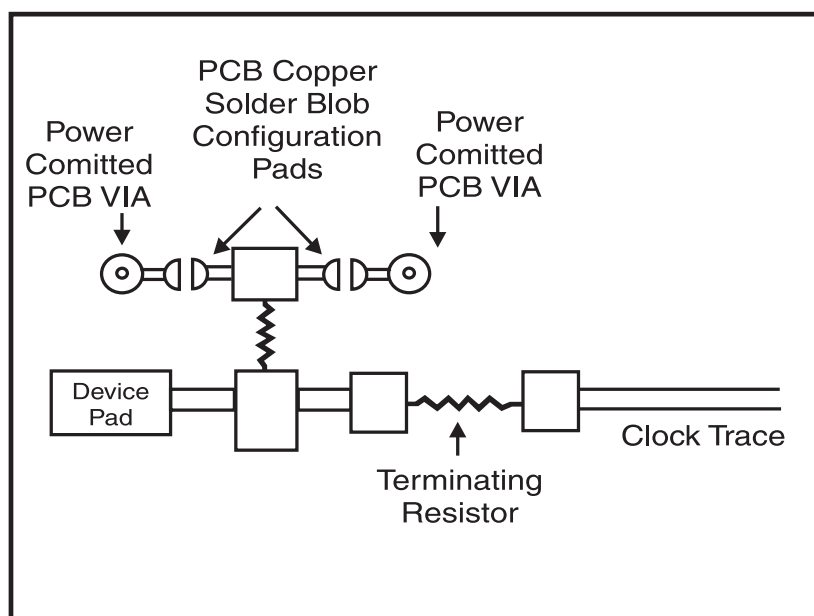 PCB Copper
Solder Blob
Configuration
Pads
Power
Comitted
PCB VIA
Power
Comitted
PCB VIA
Device
Pad
Clock Trace
Terminating
Resistor